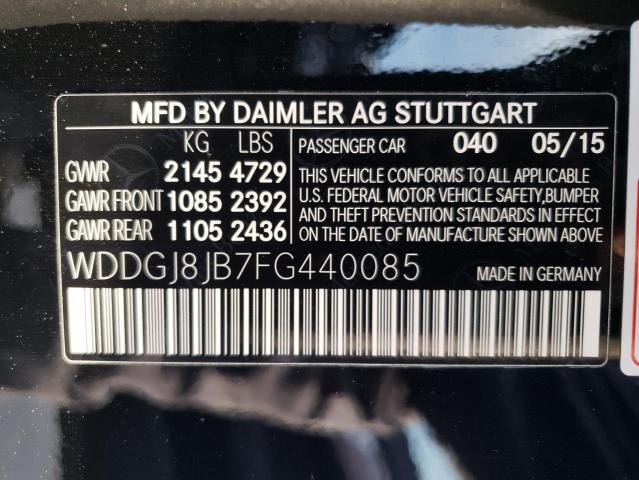 MFD BY DAIMLER AG STUTTGART
KG LBS
GWWR 2145 4729
GAWR FRONT 1085 2392
GAWR REAR 1105 2436
PASSENGER CAR 040 05/15
THIS VEHICLE CONFORMS TO ALL APPLICABLE
U.S. FEDERAL MOTOR VEHICLE SAFETY,BUMPER
AND THEFT PREVENTION STANDARDS IN EFFECT
ON THE DATE OF MANUFACTURE SHOWN ABOVE
WDDGJ8JB7FG440085
MADE IN GERMANY